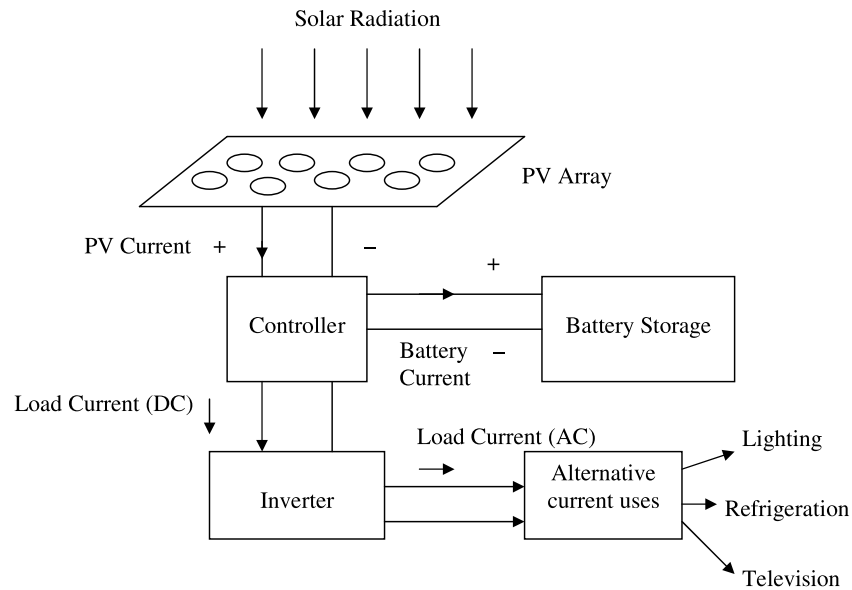 Solar Radiation
PV Array
PV Current + −
+
Controller
Battery Storage
Battery −
Current
Load Current (DC)
Load Current (AC)
Lighting
Alternative
current uses
Inverter
Refrigeration
Television